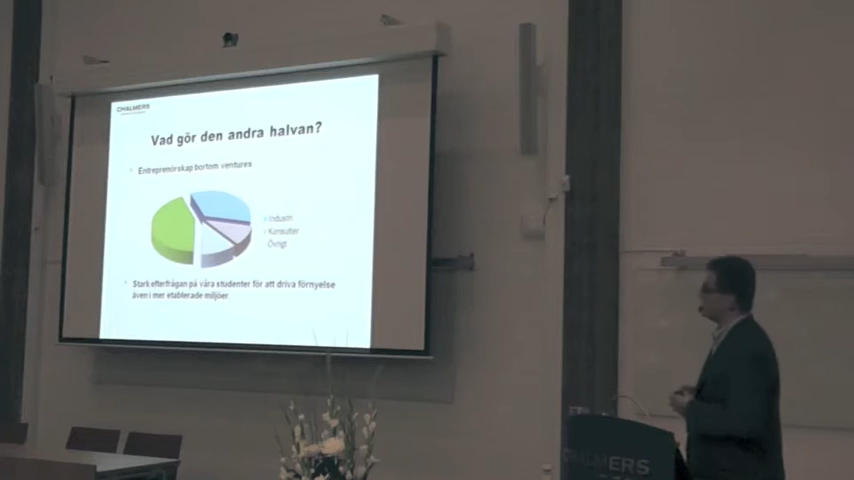 CHALMERS
Vad gör den andra halvan?
Entreprenörskap bortom ventures
Industri
Konsulter
Övrigt
Stark efterfrågan på våra studenter för att driva förnyelse
även i mer etablerade miljöer.
CHALMERS